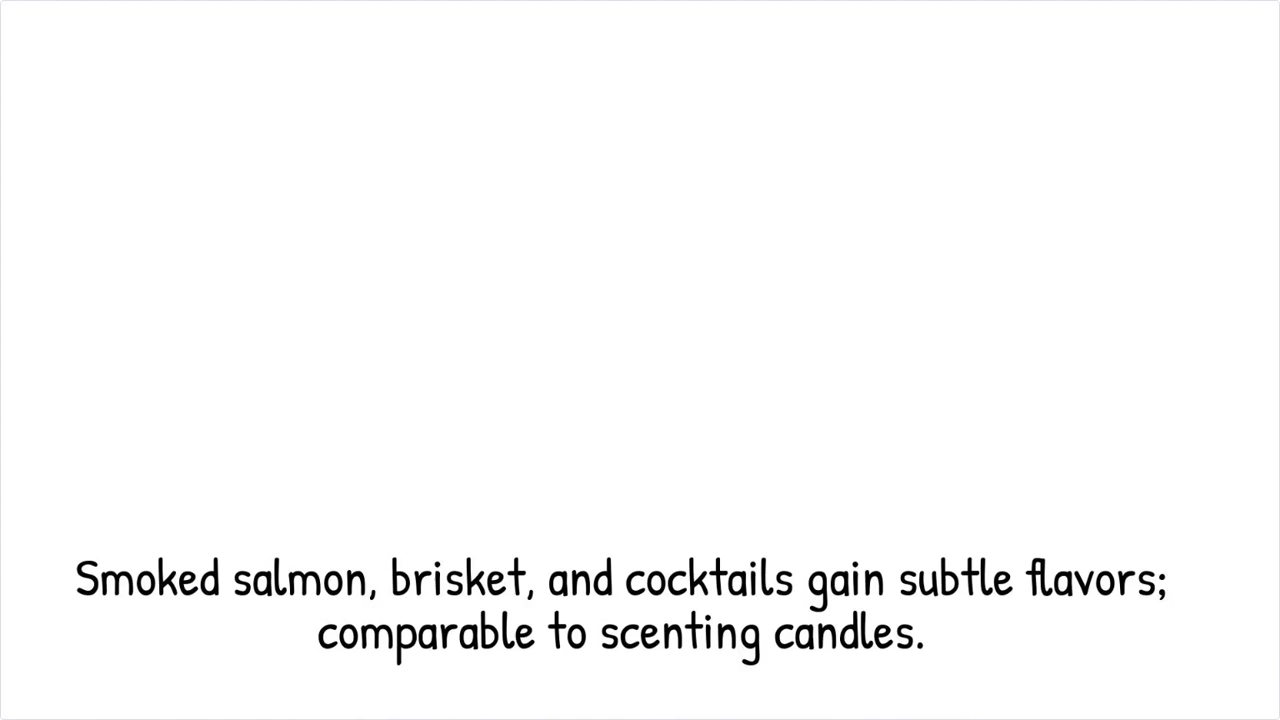 Smoked salmon, brisket, and cocktails gain subtle flavors;
comparable to scenting candles.